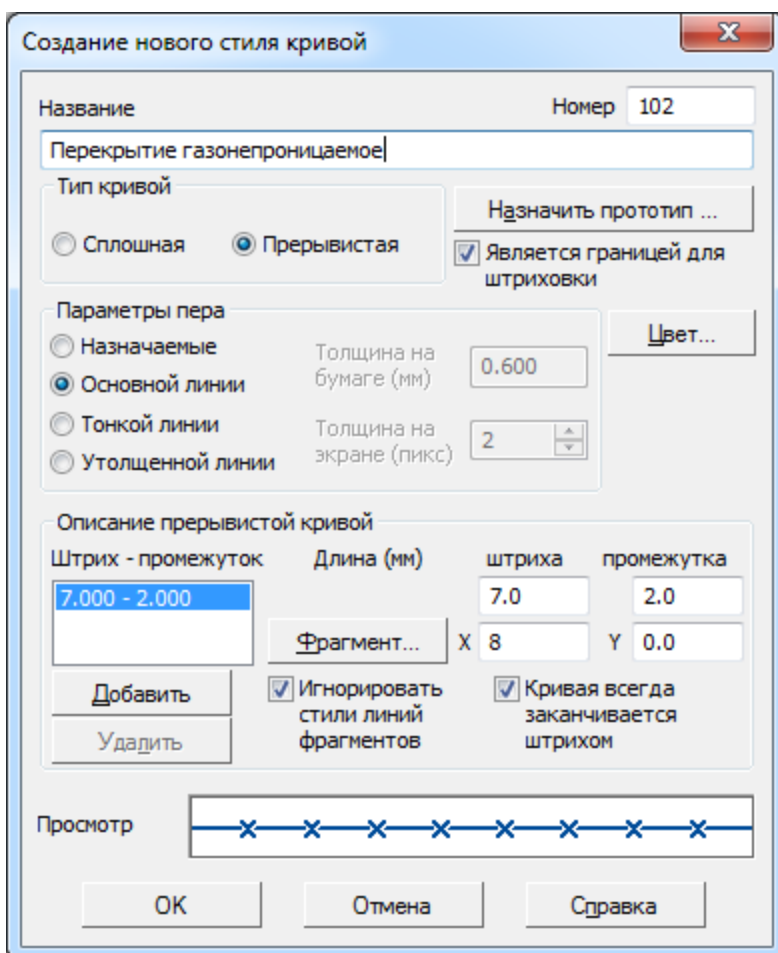 Создание нового стиля кривой
Название
Номер 102
Перекрытие газонепроницаемое
Тип кривой
Сплошная Прерывистая
Назначить прототип ...
Является границей для
штриховки
Параметры пера
Назначаемые
Основной линии
Тонкой линии
Утолщенной линии
Толщина на
бумаге (мм)
0.600
Толщина на
экране (пикс)
2
Цвет...
Описание прерывистой кривой
Штрих - промежуток Длина (мм) штриха промежутка
7.000 - 2.000
7.0 2.0
Фрагмент... X 8 Y 0.0
Добавить
Удалить
Игнорировать
стили линий
фрагментов
Кривая всегда
заканчивается
штрихом
Просмотр
ОК Отмена Справка